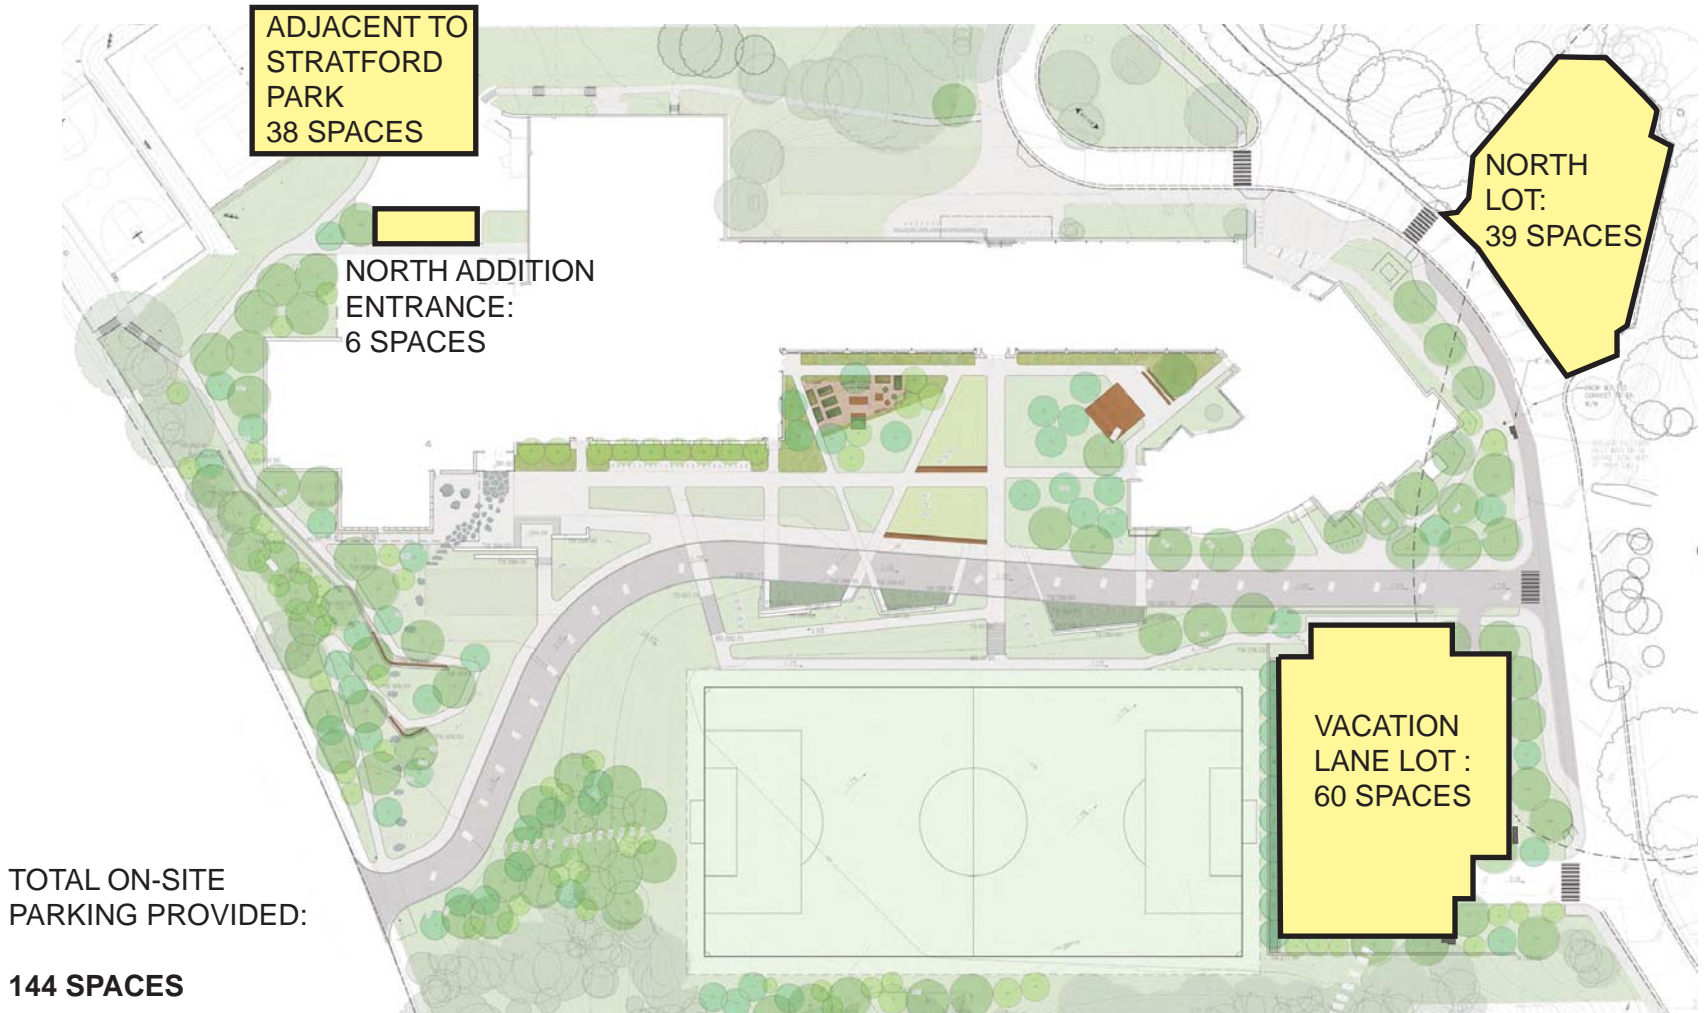 ADJACENT TO
STRATFORD
PARK
38 SPACES
NORTH
LOT:
39 SPACES
NORTH ADDITION
ENTRANCE:
6 SPACES
VACATION
LANE LOT :
60 SPACES
TOTAL ON-SITE
PARKING PROVIDED:
144 SPACES